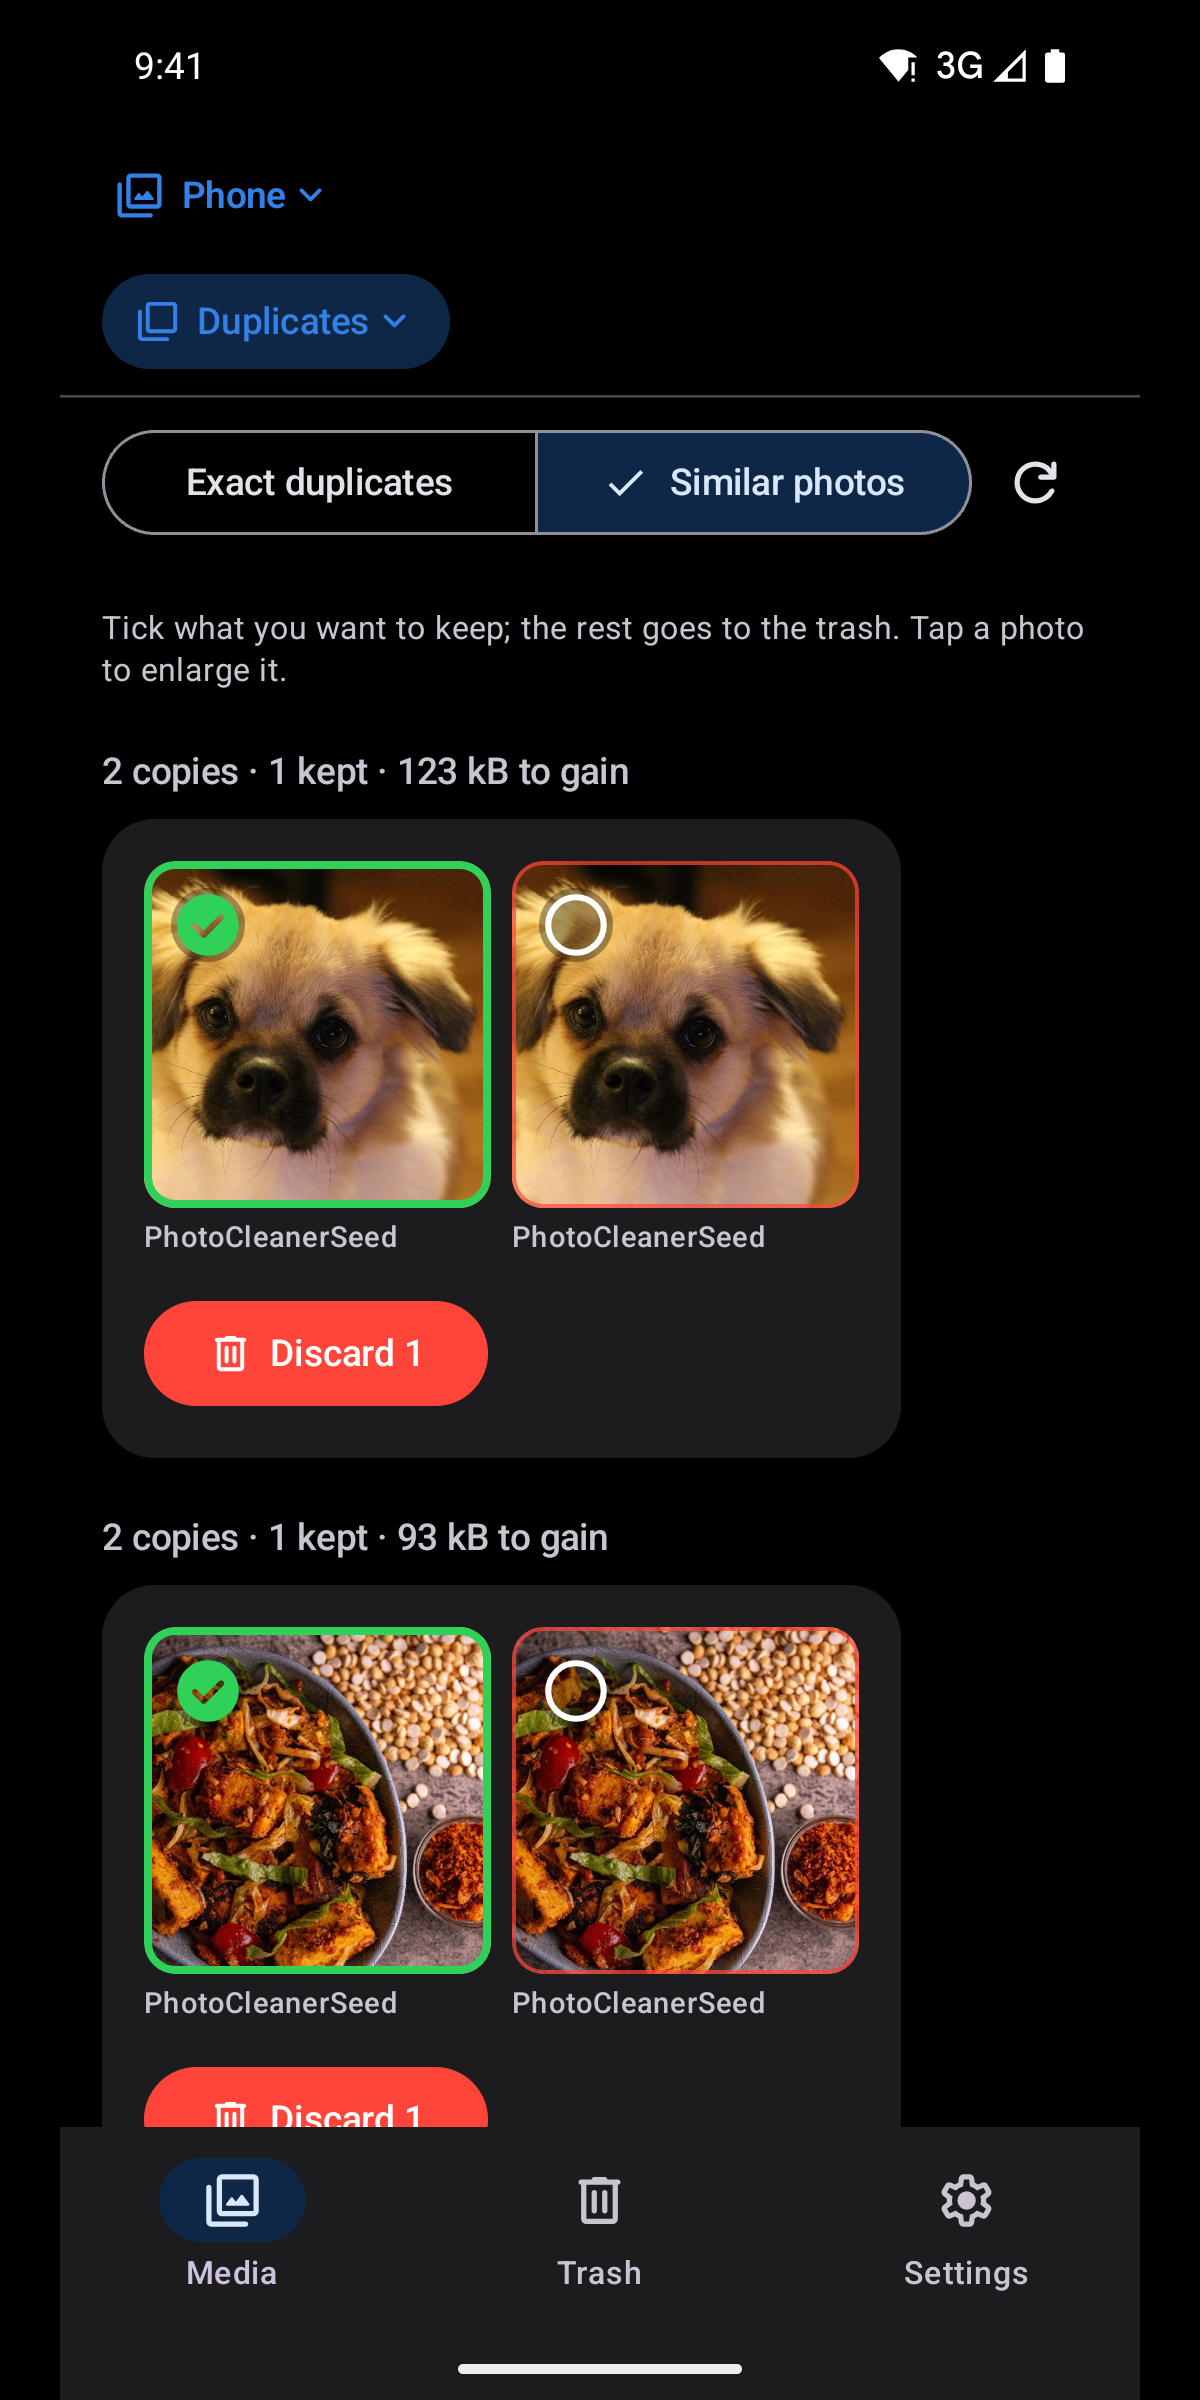 9:41
3G
Phone
Duplicates
Exact duplicates
Similar photos
Tick what you want to keep; the rest goes to the trash. Tap a photo
to enlarge it.
2 copies · 1 kept · 123 kB to gain
PhotoCleanerSeed
PhotoCleanerSeed
Discard 1
2 copies · 1 kept · 93 kB to gain
PhotoCleanerSeed
PhotoCleanerSeed
Discard 1
Media
Trash
Settings